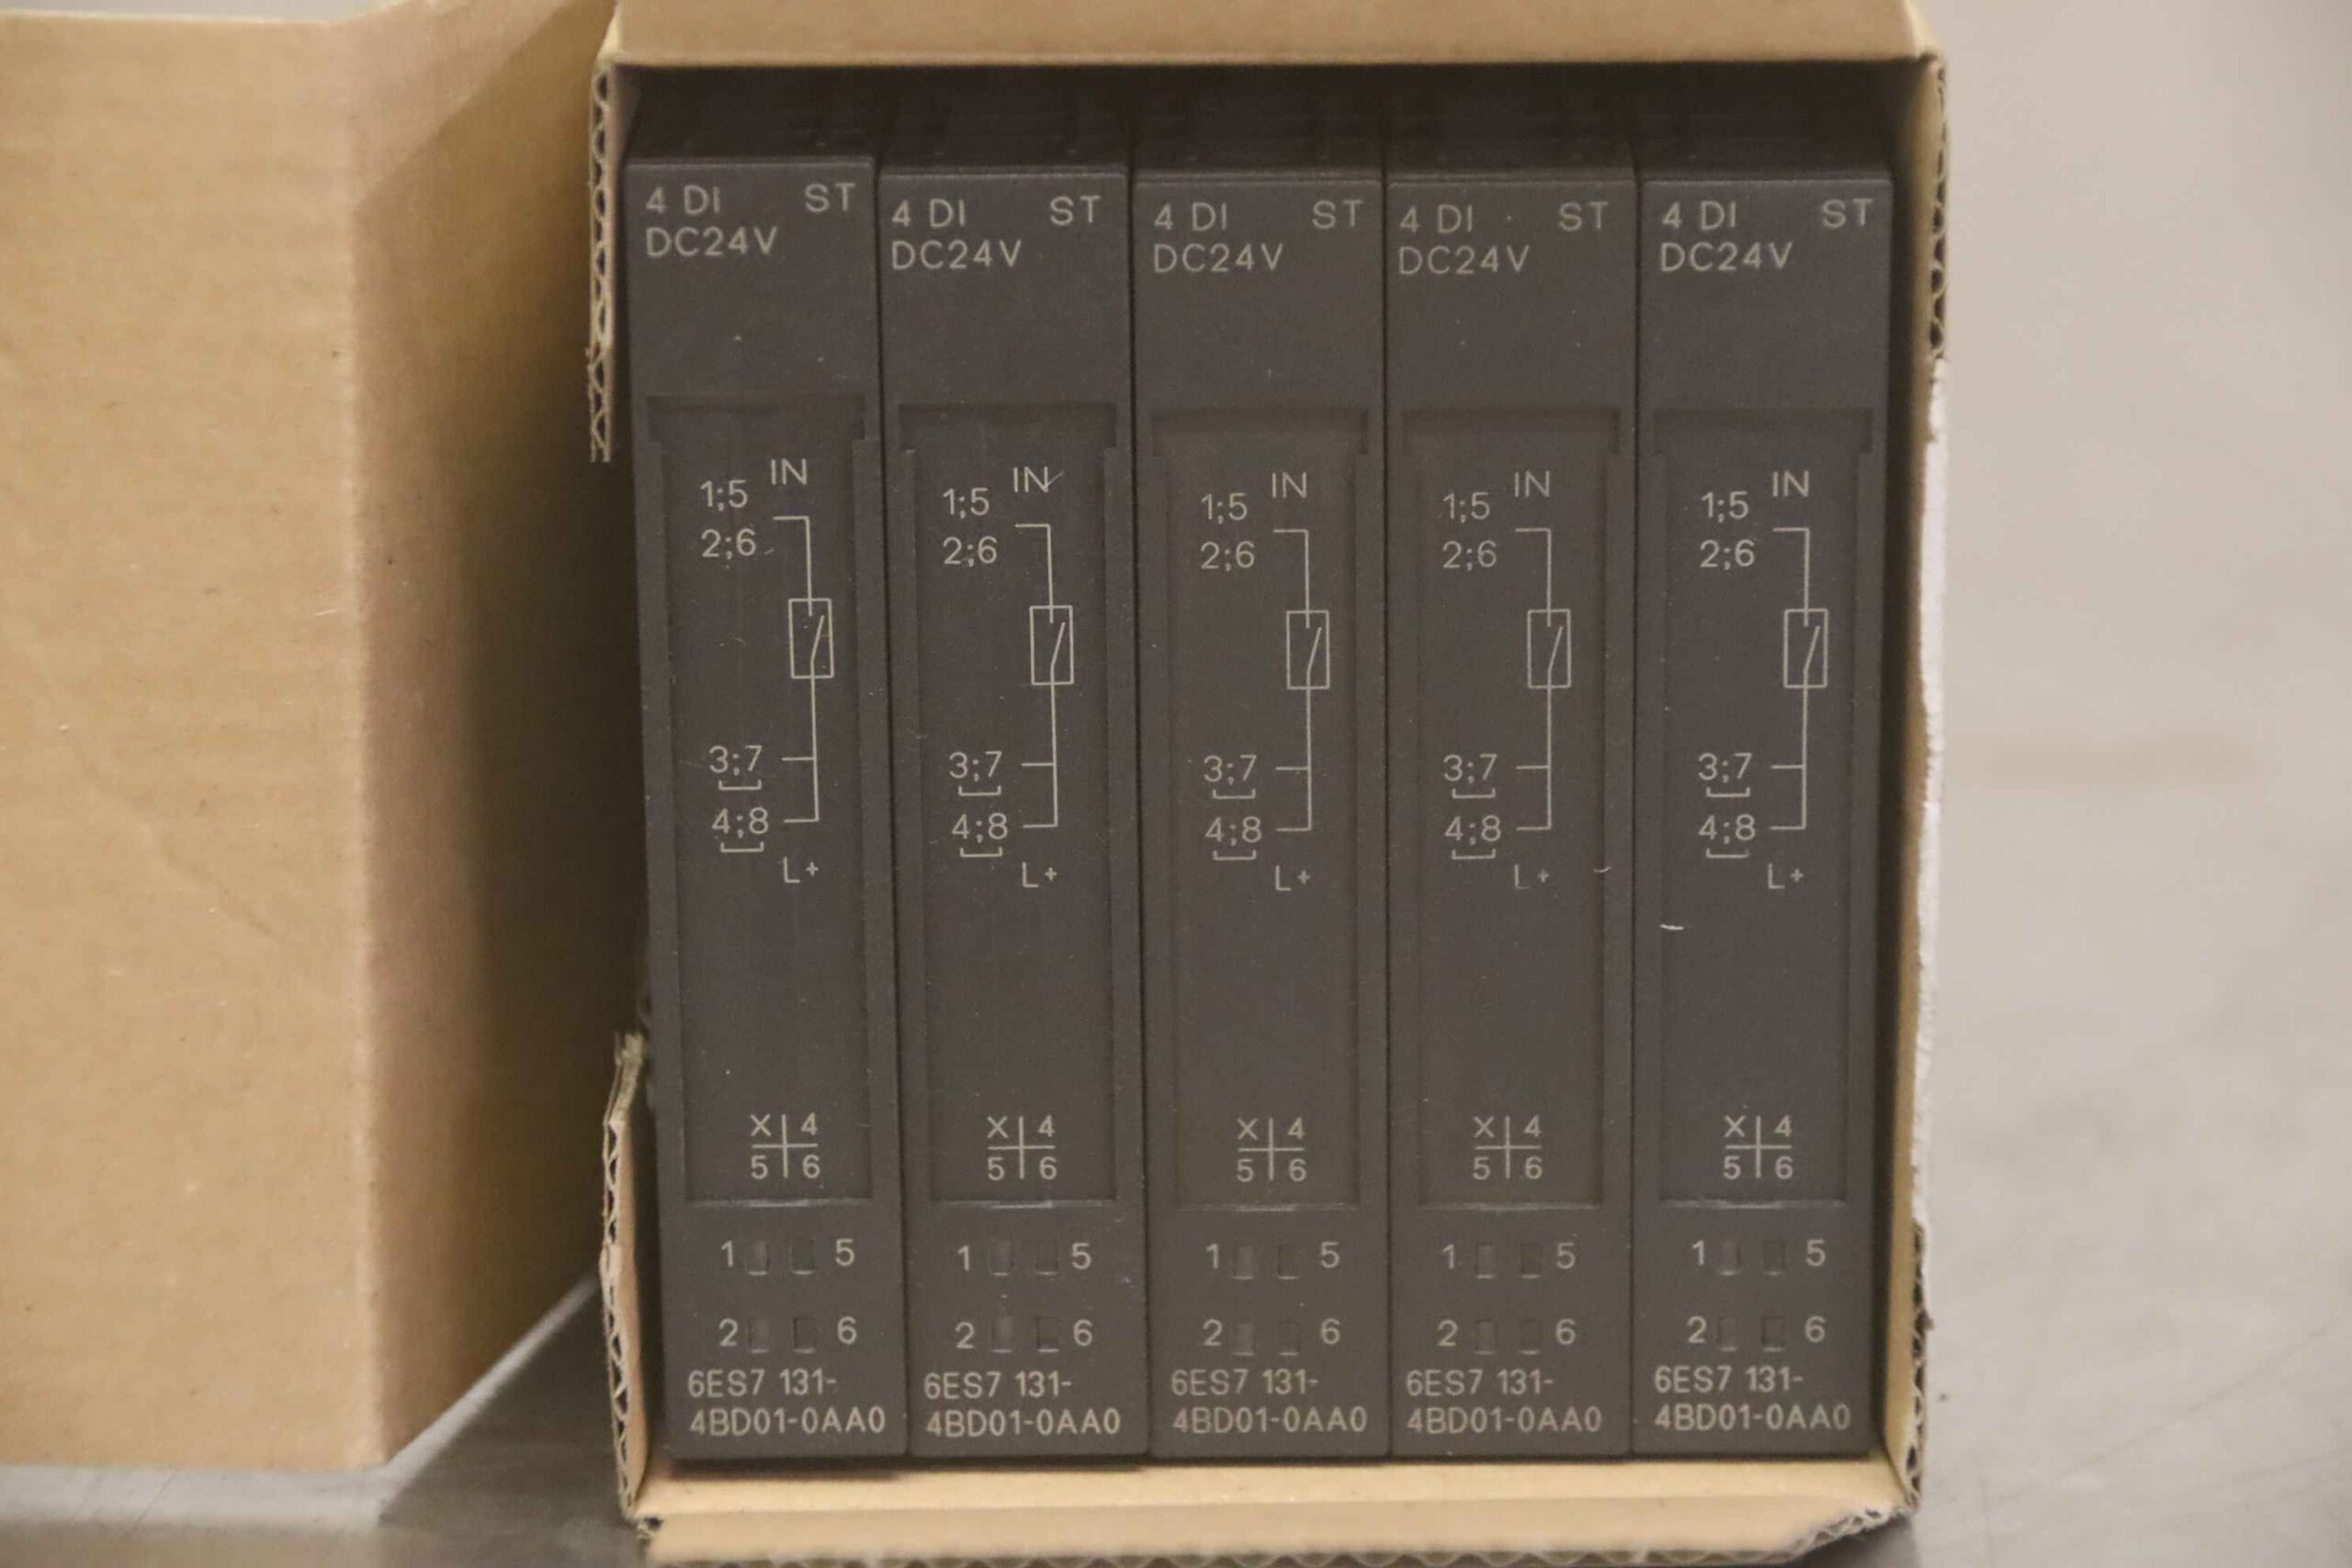 4 DI ST
DC24V
IN
1;5
2;6
3;7
4;8
L+
X 4
5 6
1 5
2 6
6ES7 131-
4BD01-0AA0
4 DI ST
DC24V
IN
1;5
2;6
3;7
4;8
L+
X 4
5 6
1 5
2 6
6ES7 131-
4BD01-0AA0
4 DI ST
DC24V
IN
1;5
2;6
3;7
4;8
L+
X 4
5 6
1 5
2 6
6ES7 131-
4BD01-0AA0
4 DI ST
DC24V
IN
1;5
2;6
3;7
4;8
L+
X 4
5 6
1 5
2 6
6ES7 131-
4BD01-0AA0
4 DI ST
DC24V
IN
1;5
2;6
3;7
4;8
L+
X 4
5 6
1 5
2 6
6ES7 131-
4BD01-0AA0